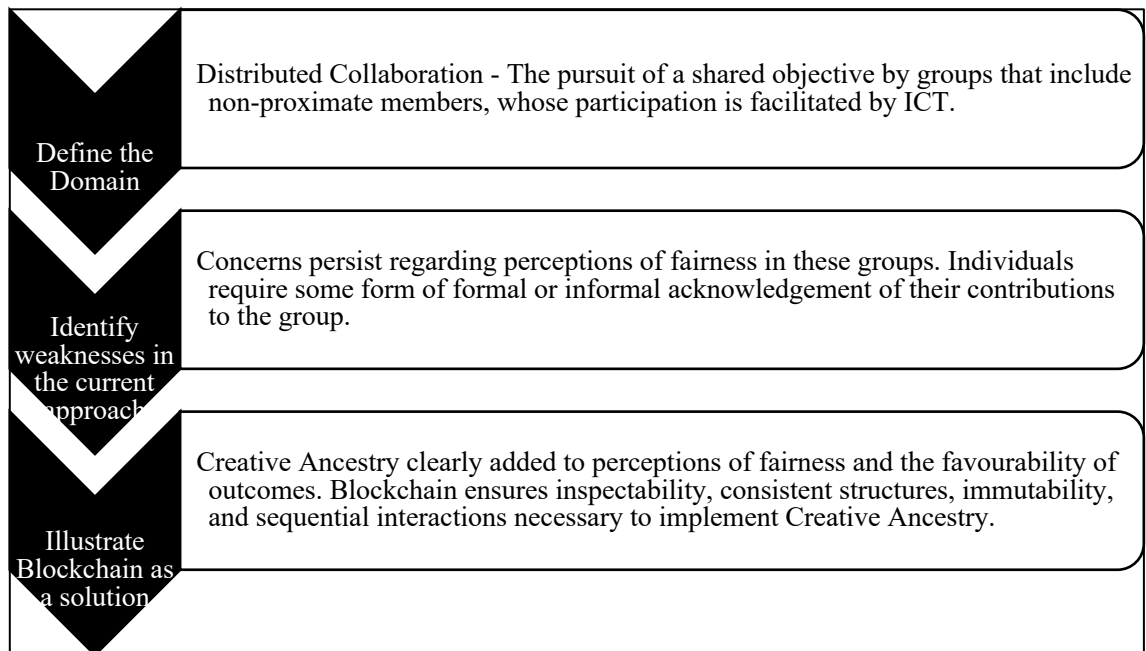 Define the
Domain
Distributed Collaboration - The pursuit of a shared objective by groups that include
non-proximate members, whose participation is facilitated by ICT.
Identify
weaknesses in
the current
approach
Concerns persist regarding perceptions of fairness in these groups. Individuals
require some form of formal or informal acknowledgement of their contributions
to the group.
Illustrate
Blockchain as
a solution
Creative Ancestry clearly added to perceptions of fairness and the favourability of
outcomes. Blockchain ensures inspectability, consistent structures, immutability,
and sequential interactions necessary to implement Creative Ancestry.